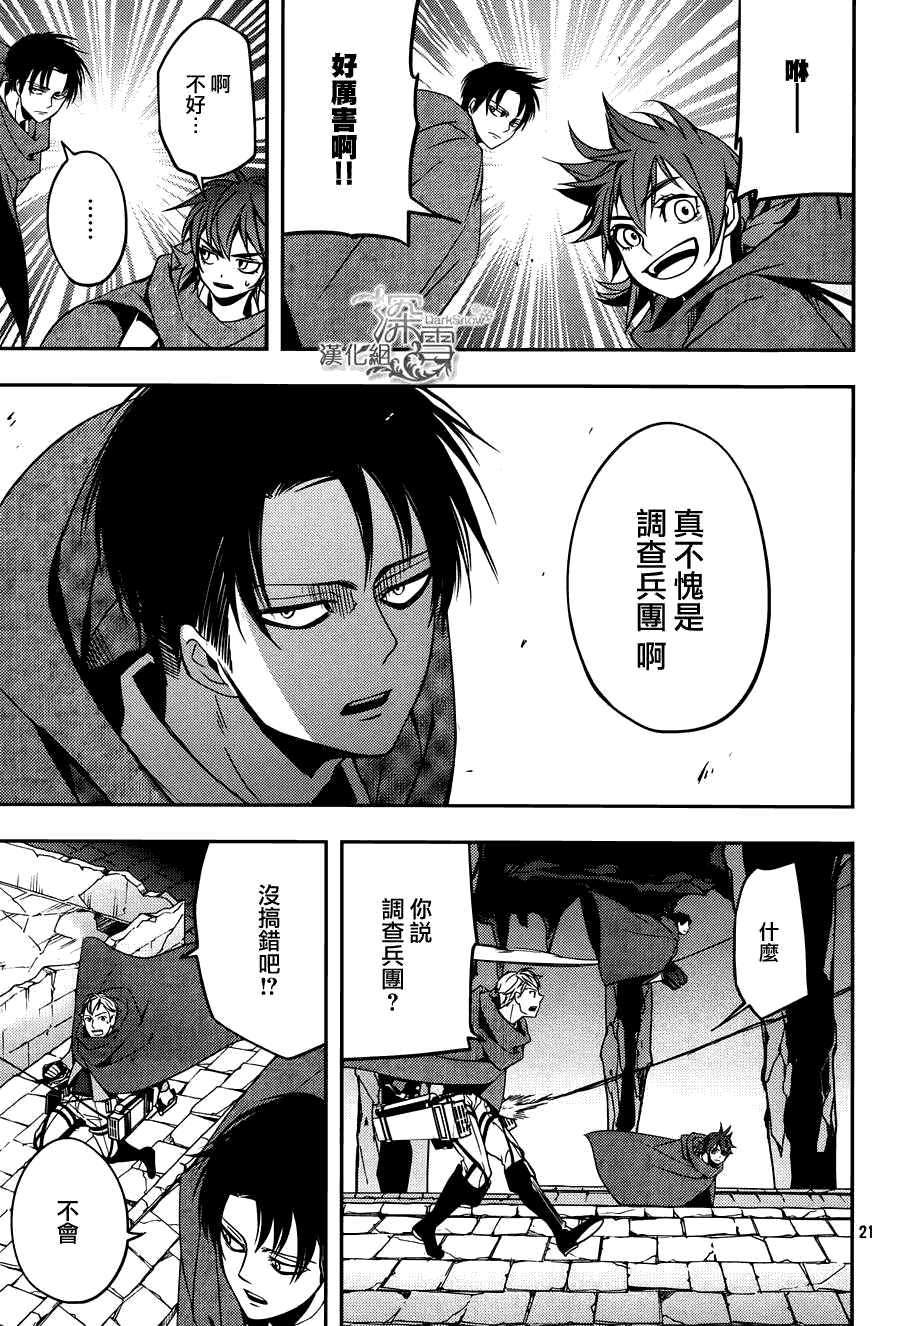 咻——
好厲害啊!!
啊
不好…
……
深雪
DarkSnow
漢化組
真不愧是
調查兵團啊
什麼
你說
調查兵團?
沒搞錯吧!?
不會
21